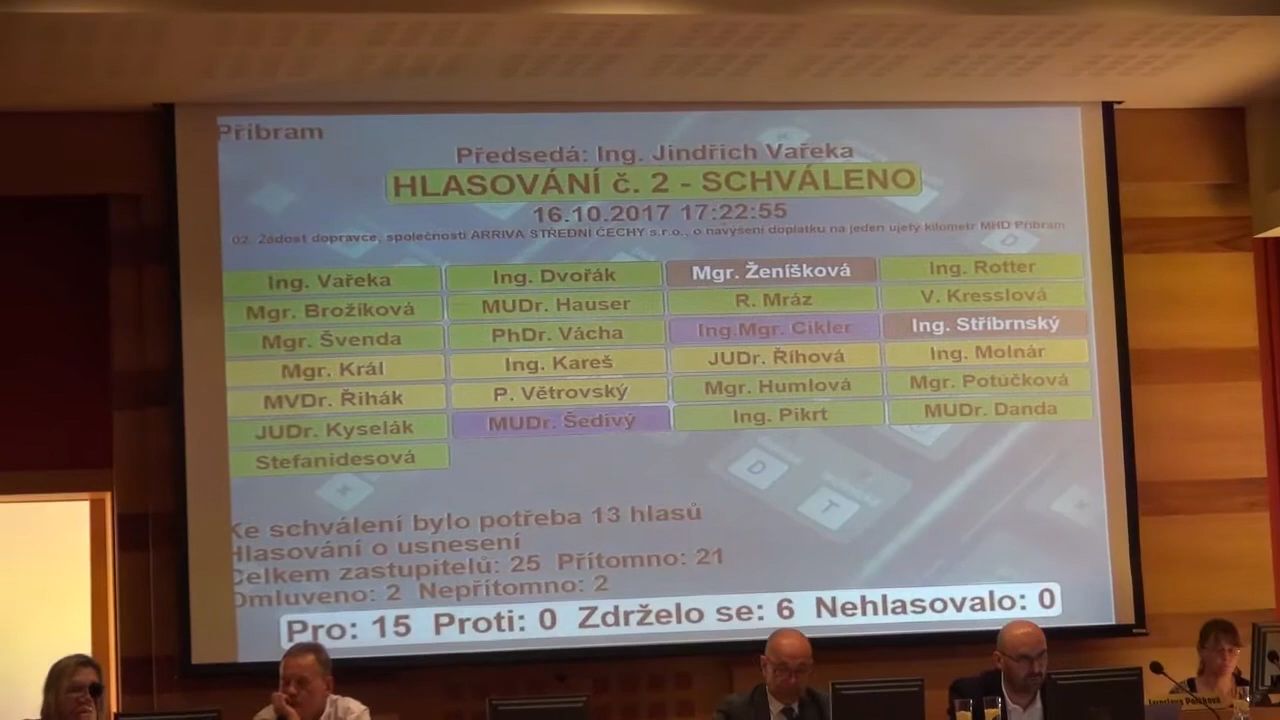 Příbram
Předsedá: Ing. Jindřich Vařeka
HLASOVÁNÍ č. 2 - SCHVÁLENO
16.10.2017 17:22:55
02. Žádost dopravce, společnosti ARRIVA STŘEDNÍ ČECHY s.r.o., o navýšení doplatku na jeden ujetý kilometr MHD Příbram
Ing. Vařeka Ing. Dvořák Mgr. Ženíšková Ing. Rotter
Mgr. Brožíková MUDr. Hauser R. Mráz V. Kresslová
Mgr. Švenda PhDr. Vácha Ing.Mgr. Cikler Ing. Stříbrnský
Mgr. Král Ing. Kareš JUDr. Říhová Ing. Molnár
MVDr. Řihák P. Větrovský Mgr. Humlová Mgr. Potůčková
JUDr. Kyselák MUDr. Šedivý Ing. Pikrt MUDr. Danda
Stefanidesová
Ke schválení bylo potřeba 13 hlasů
Hlasování o usnesení
Celkem zastupitelů: 25 Přítomno: 21
Omluveno: 2 Nepřítomno: 2
Pro: 15 Proti: 0 Zdrželo se: 6 Nehlasovalo: 0
D
T